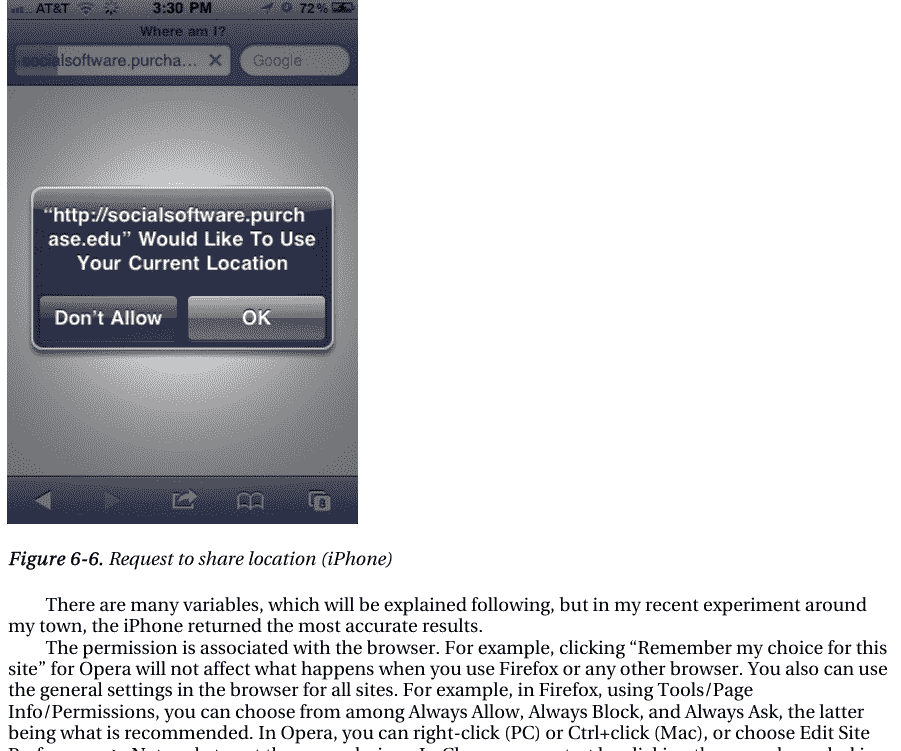 AT&T 3:30 PM 72%
Where am I?
socialsoftware.purcha... Google
“http://socialsoftware.purch
ase.edu” Would Like To Use
Your Current Location
Don’t Allow OK
8
Figure 6-6. Request to share location (iPhone)
There are many variables, which will be explained following, but in my recent experiment around
my town, the iPhone returned the most accurate results.
The permission is associated with the browser. For example, clicking “Remember my choice for this
site” for Opera will not affect what happens when you use Firefox or any other browser. You also can use
the general settings in the browser for all sites. For example, in Firefox, using Tools/Page
Info/Permissions, you can choose from among Always Allow, Always Block, and Always Ask, the latter
being what is recommended. In Opera, you can right-click (PC) or Ctrl+click (Mac), or choose Edit Site